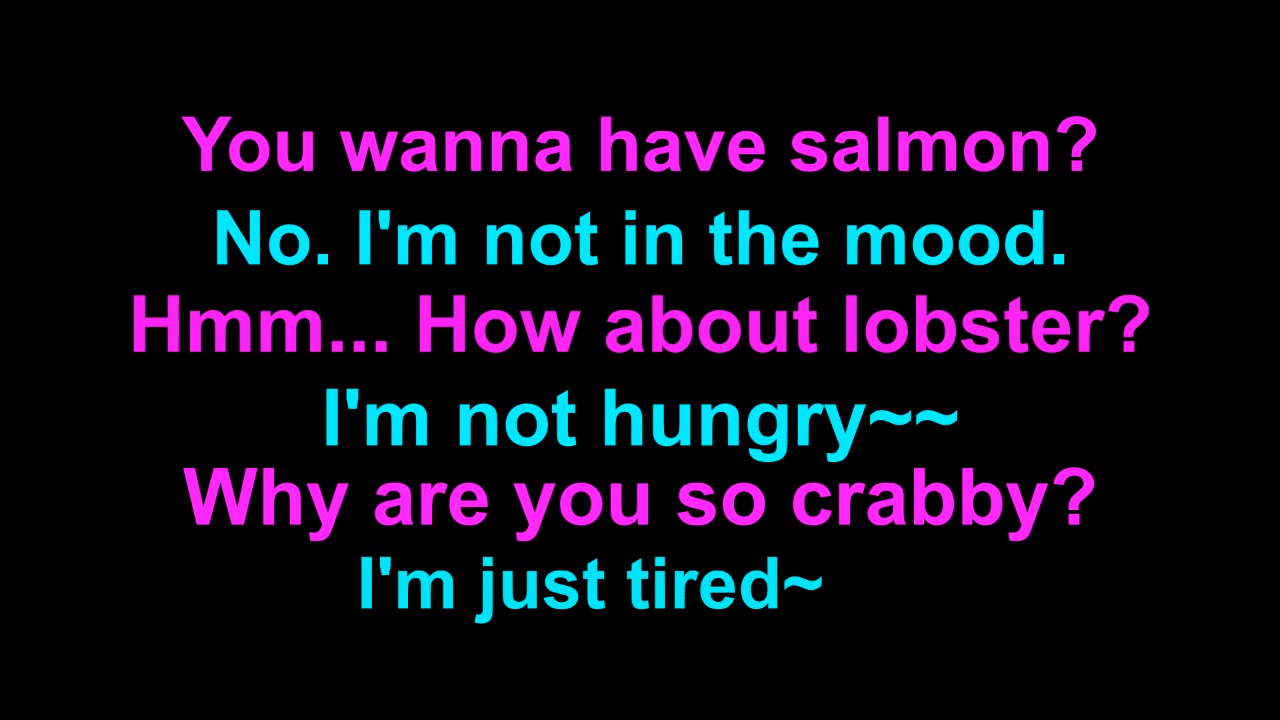 You wanna have salmon?
No. I'm not in the mood.
Hmm... How about lobster?
I'm not hungry~~
Why are you so crabby?
I'm just tired~